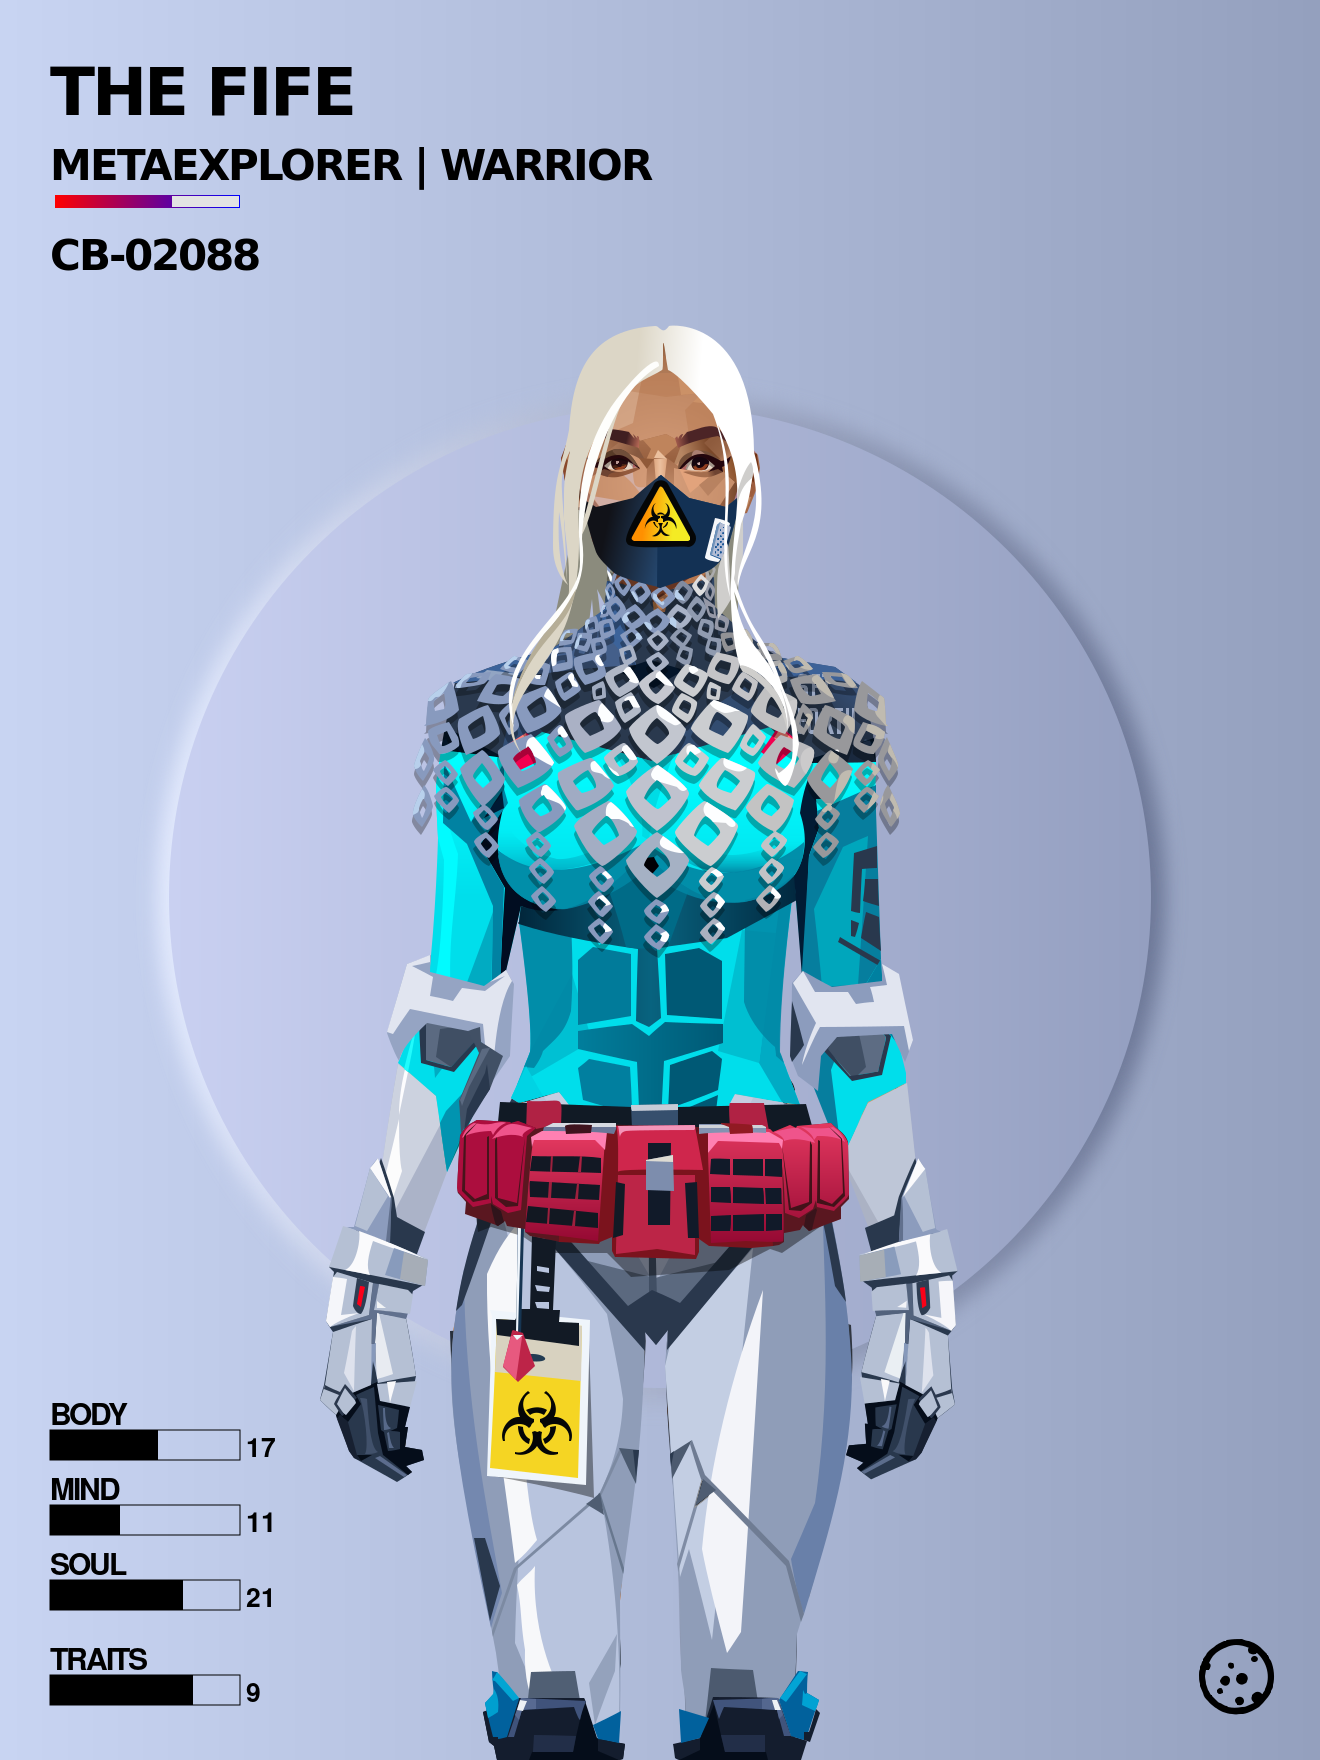 THE FIFE
METAEXPLORER | WARRIOR
CB-02088
BODY
17
MIND
11
SOUL
21
TRAITS
9